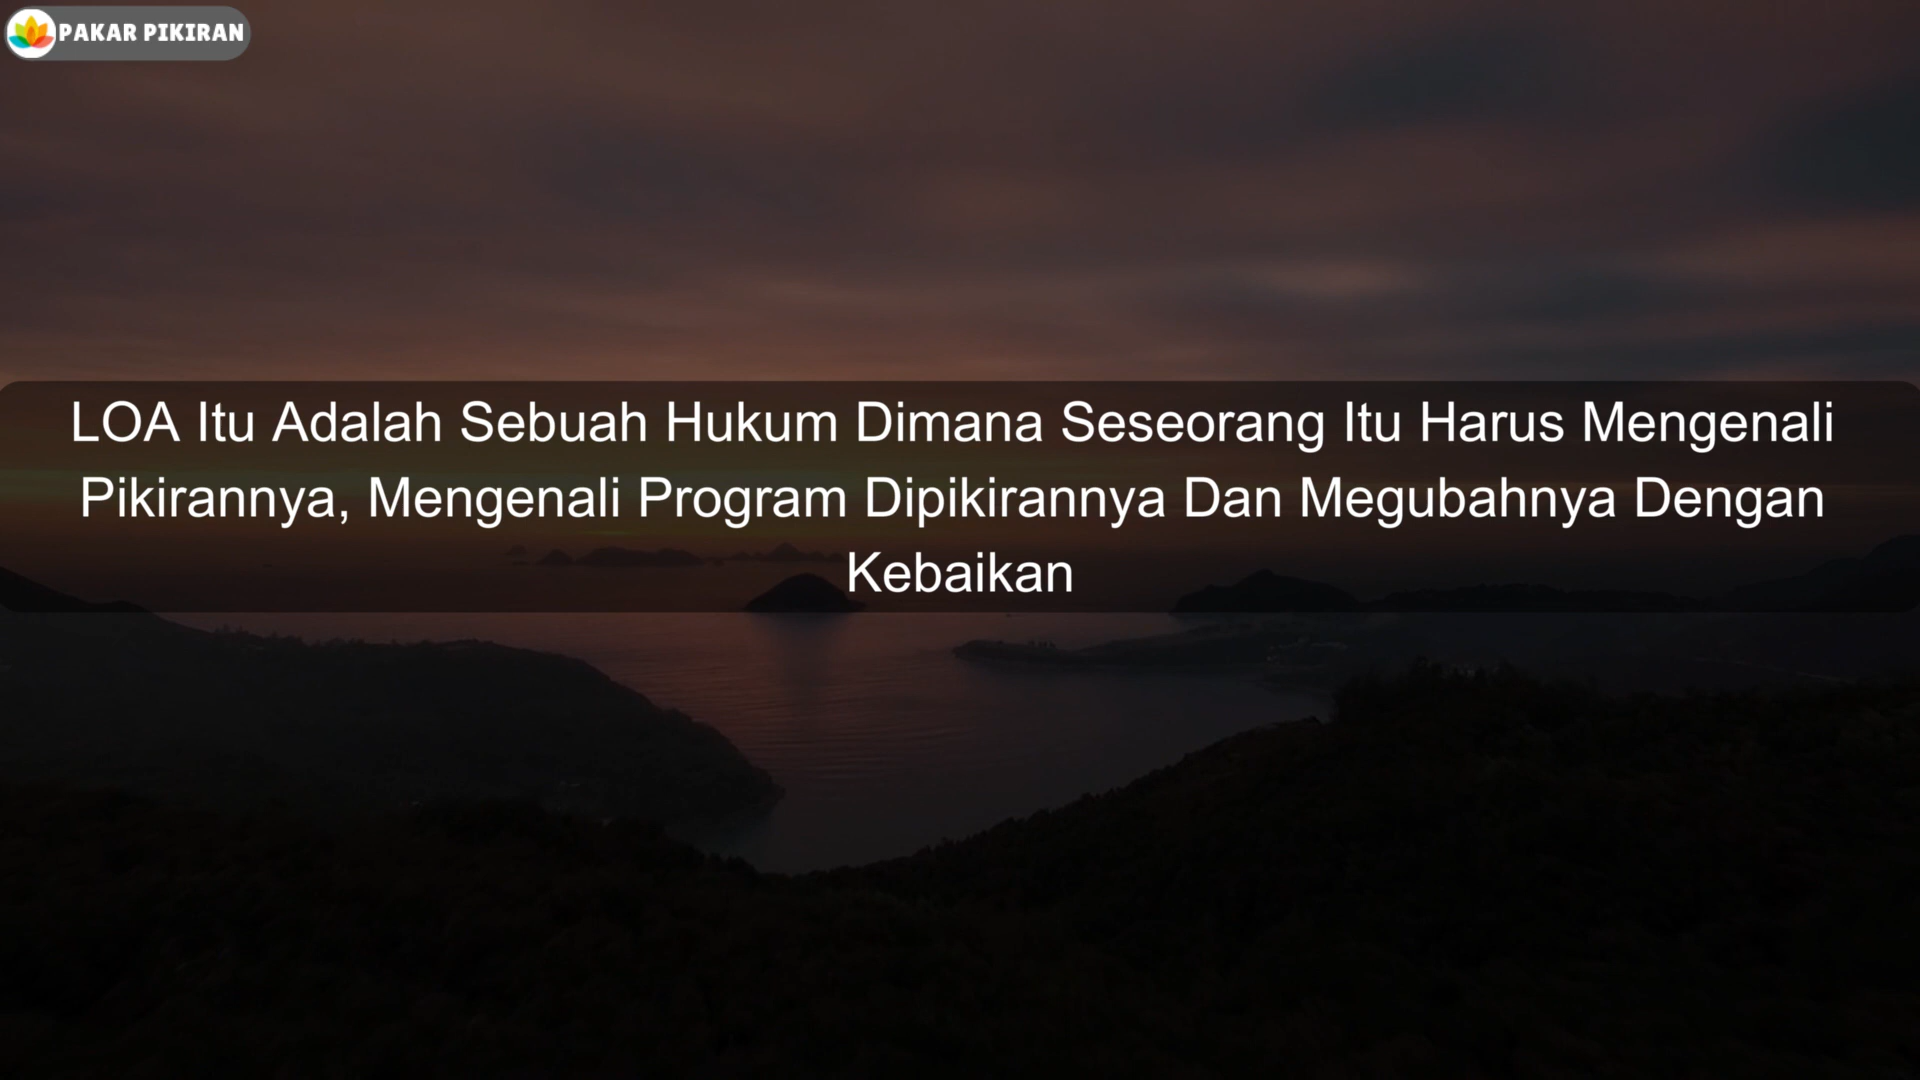 PAKAR PIKIRAN
LOA Itu Adalah Sebuah Hukum Dimana Seseorang Itu Harus Mengenali
Pikirannya, Mengenali Program Dipikirannya Dan Megubahnya Dengan
Kebaikan